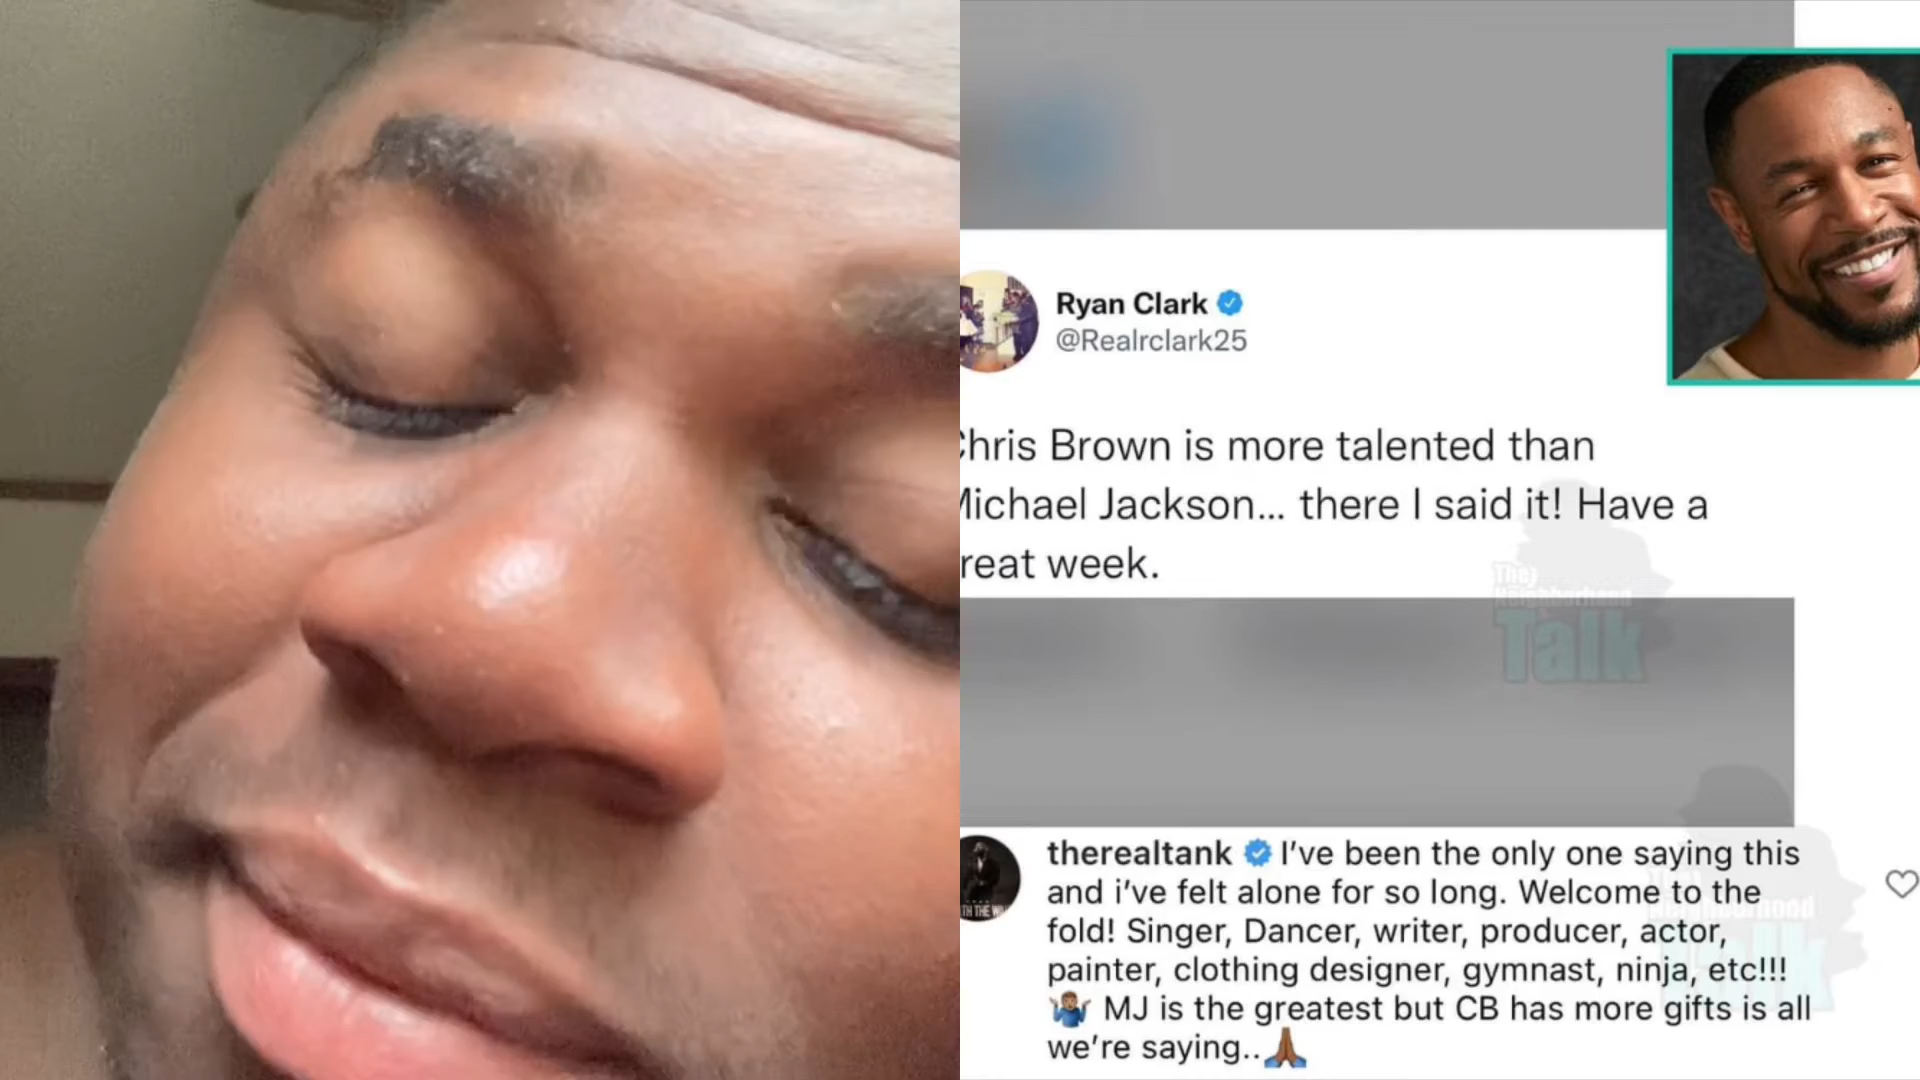 Ryan Clark
@Realrclark25
hris Brown is more talented than
ichael Jackson... there I said it! Have a
reat week.
The
Neighborhood
Talk
therealtank I've been the only one saying this
and i've felt alone for so long. Welcome to the
fold! Singer, Dancer, writer, producer, actor,
painter, clothing designer, gymnast, ninja, etc!!!
🤷🏽‍♂️ MJ is the greatest but CB has more gifts is all
we're saying..🙏🏾